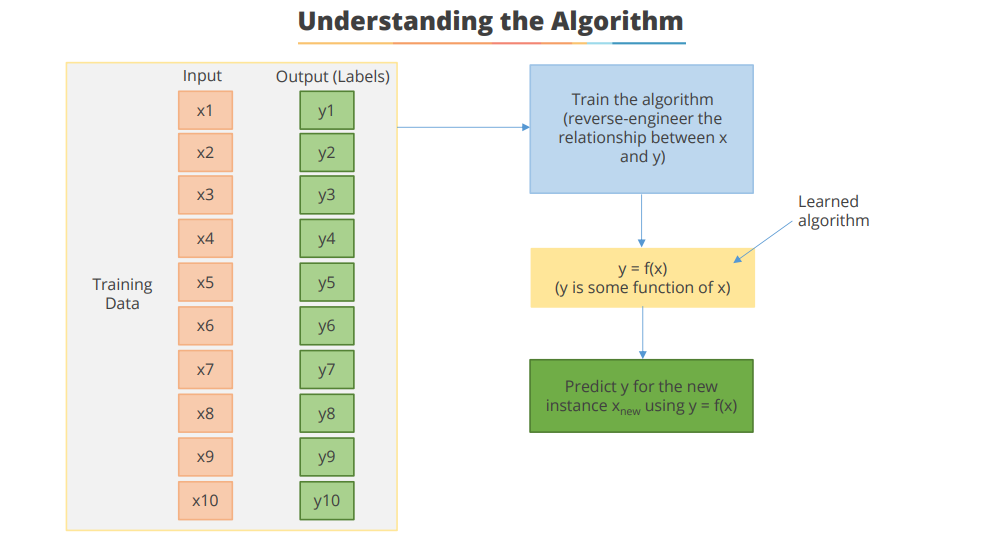 Understanding the Algorithm
Input
Output (Labels)
x1
y1
x2
y2
x3
y3
x4
y4
x5
y5
x6
y6
x7
y7
x8
y8
x9
y9
x10
y10
Training
Data
Train the algorithm
(reverse-engineer the
relationship between x
and y)
Learned
algorithm
y = f(x)
(y is some function of x)
Predict y for the new
instance xnew using y = f(x)